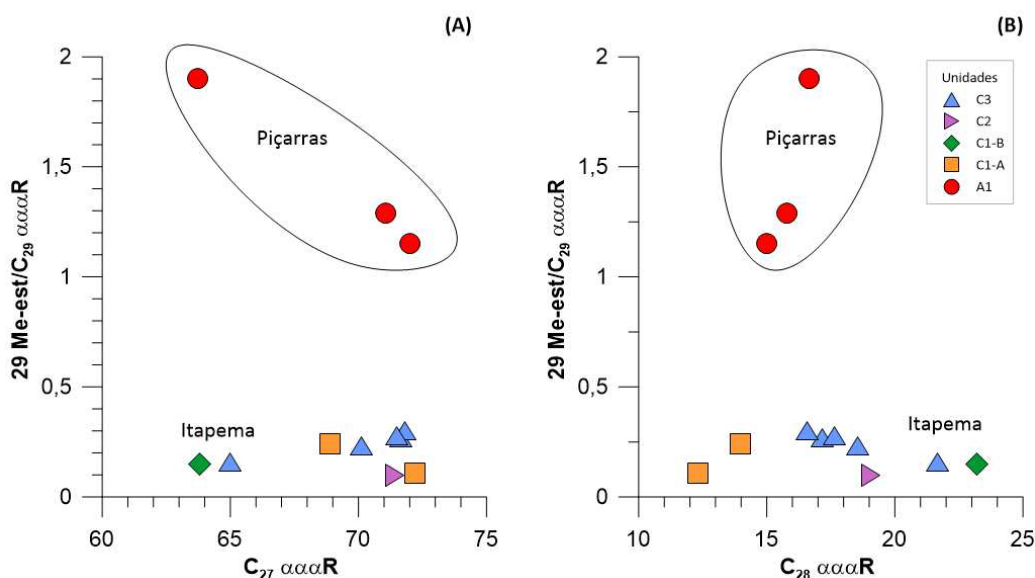 (A)
29 Me-est/C29 αααR
2
1,5
1
0,5
0
Piçarras
Itapema
60
65
70
75
C27 αααR
(B)
29 Me-est/C29 αααR
2
1,5
1
0,5
0
Piçarras
Itapema
10
15
20
25
C28 αααR
Unidades
C3
C2
C1-B
C1-A
A1